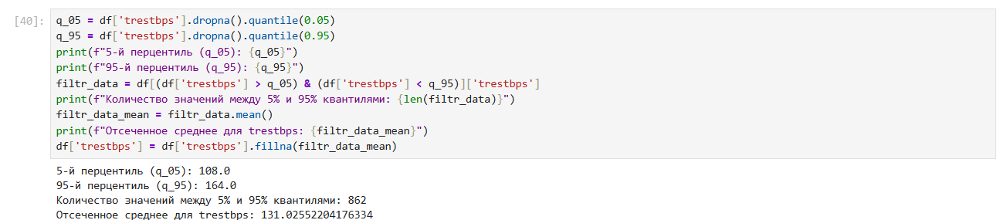 [40]: q_05 = df['trestbps'].dropna().quantile(0.05)
q_95 = df['trestbps'].dropna().quantile(0.95)
print(f"5-й перцентиль (q_05): {q_05}")
print(f"95-й перцентиль (q_95): {q_95}")
filtr_data = df[(df['trestbps'] > q_05) & (df['trestbps'] < q_95)]['trestbps']
print(f"Количество значений между 5% и 95% квантилями: {len(filtr_data)}")
filtr_data_mean = filtr_data.mean()
print(f"Отсеченное среднее для trestbps: {filtr_data_mean}")
df['trestbps'] = df['trestbps'].fillna(filtr_data_mean)
5-й перцентиль (q_05): 108.0
95-й перцентиль (q_95): 164.0
Количество значений между 5% и 95% квантилями: 862
Отсеченное среднее для trestbps: 131.02552204176334